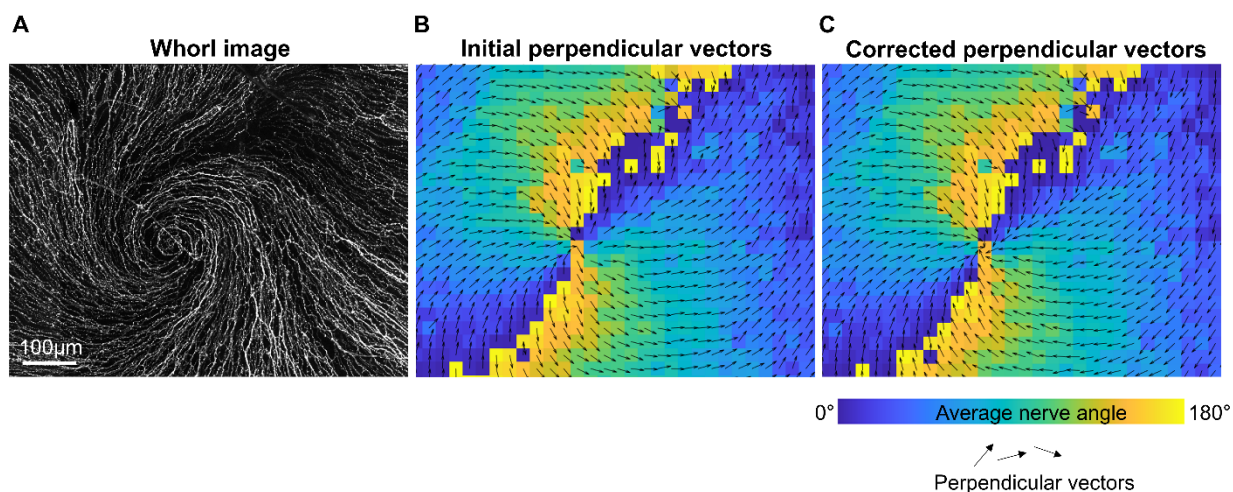 A
Whorl image
B
Initial perpendicular vectors
C
Corrected perpendicular vectors
100µm
0°
Average nerve angle
180°
Perpendicular vectors